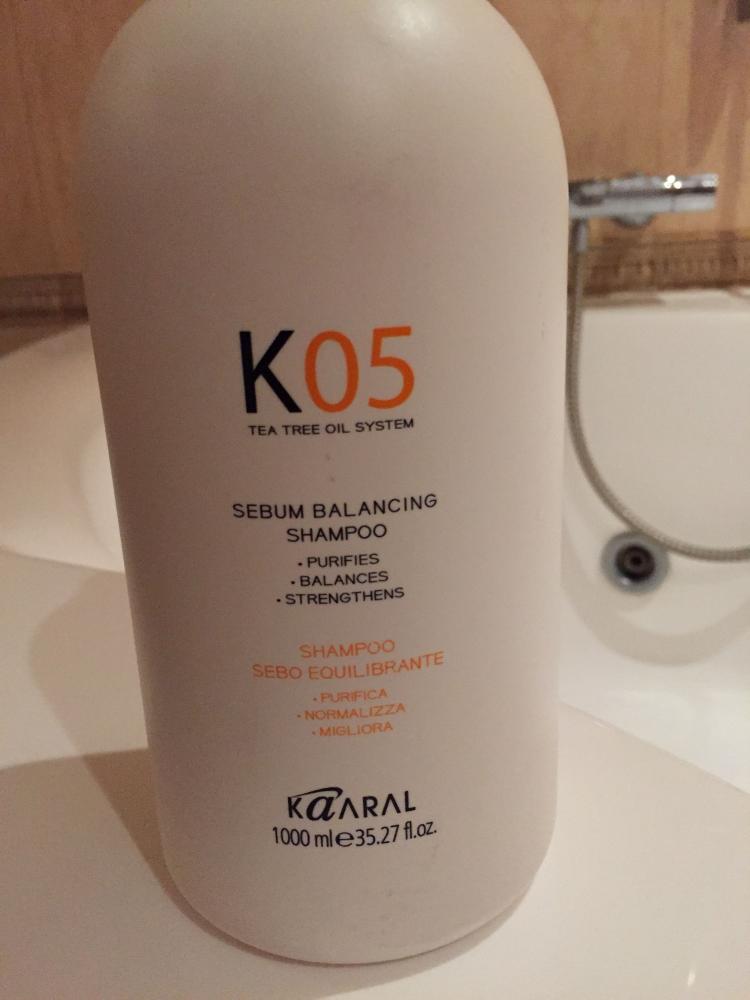 K05
TEA TREE OIL SYSTEM
SEBUM BALANCING
SHAMPOO
• PURIFIES
• BALANCES
• STRENGTHENS
SHAMPOO
SEBO EQUILIBRANTE
• PURIFICA
• NORMALIZZA
• MIGLIORA
KAARAL
1000 ml e 35.27 fl.oz.